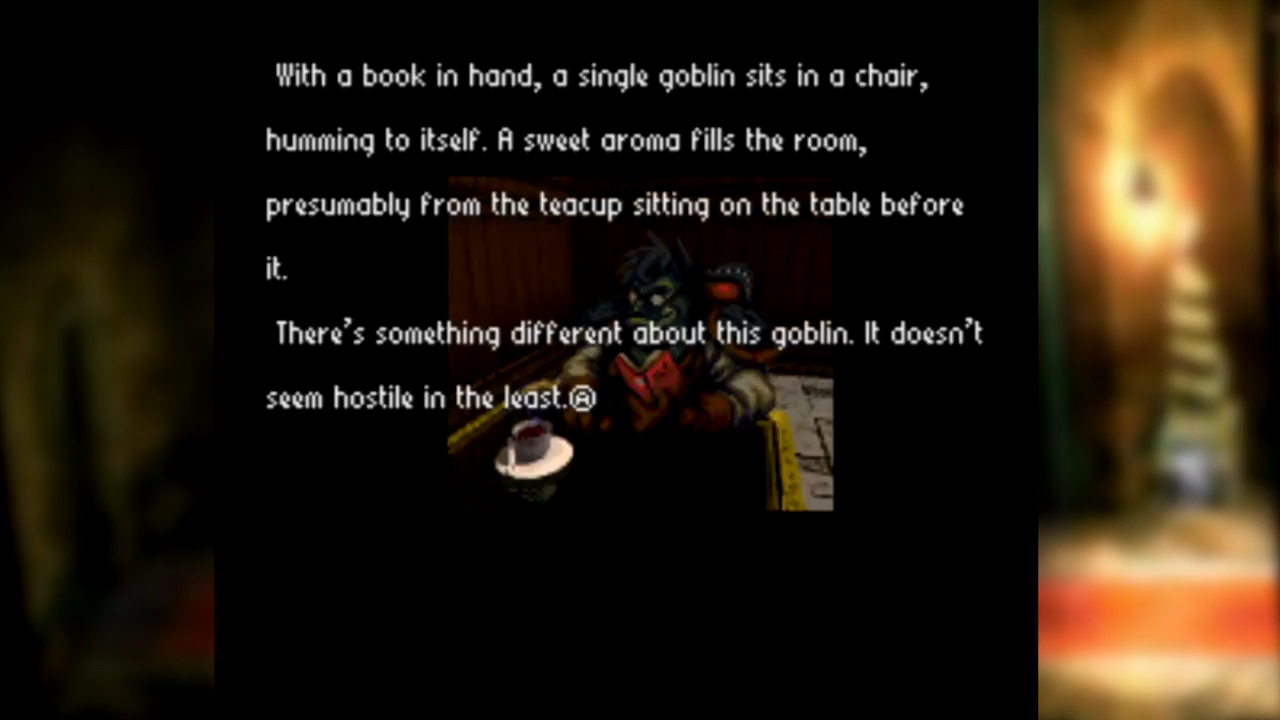 With a book in hand, a single goblin sits in a chair,
humming to itself. A sweet aroma fills the room,
presumably from the teacup sitting on the table before
it.
There's something different about this goblin. It doesn't
seem hostile in the least.Ⓐ